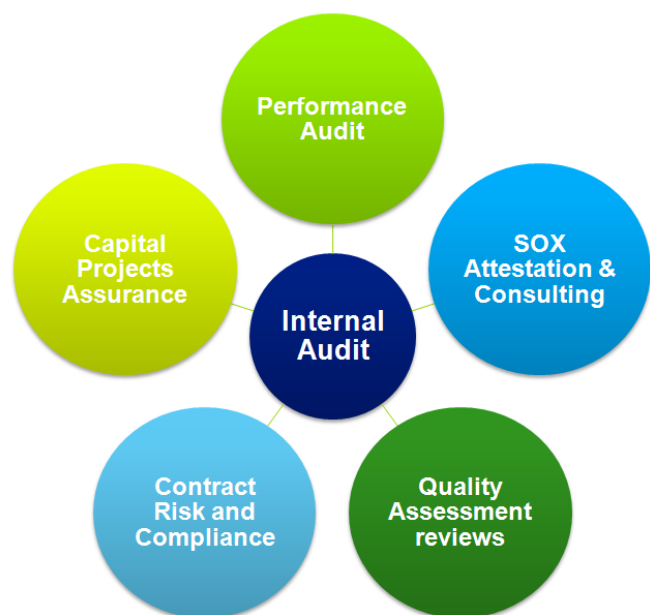 Performance
Audit
Capital
Projects
Assurance
SOX
Attestation &
Consulting
Internal
Audit
Contract
Risk and
Compliance
Quality
Assessment
reviews